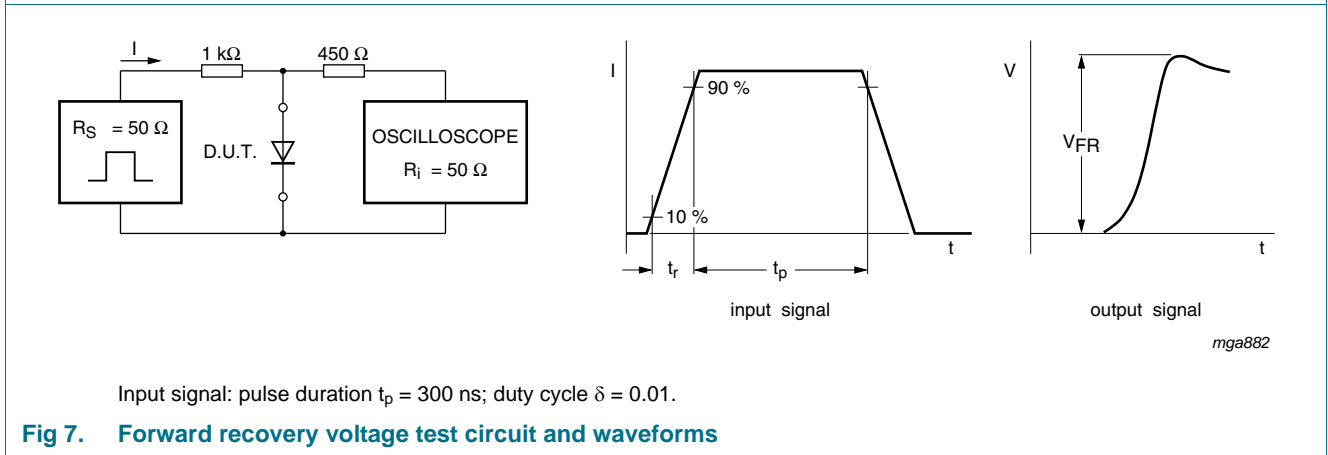 I
1 kΩ
450 Ω
R_S = 50 Ω
D.U.T.
OSCILLOSCOPE
R_i = 50 Ω
I
90 %
10 %
t
t_r
t_p
input signal
V
V_FR
t
output signal
mga882
Input signal: pulse duration t_p = 300 ns; duty cycle δ = 0.01.
Fig 7. Forward recovery voltage test circuit and waveforms